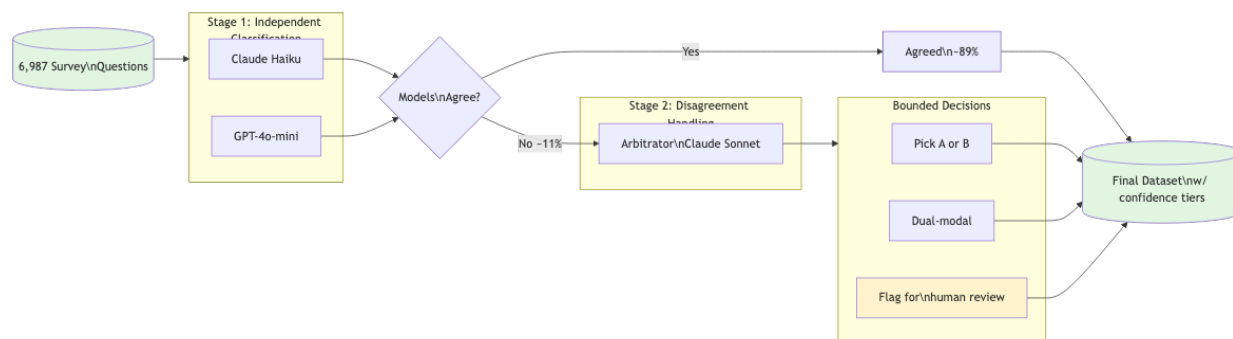 Stage 1: Independent
Classification
6,987 Survey\nQuestions
Claude Haiku
GPT-4o-mini
Models\nAgree?
Yes
No ~11%
Agreed\n~89%
Stage 2: Disagreement
Handling
Arbitrator\nClaude Sonnet
Bounded Decisions
Pick A or B
Dual-modal
Flag for\nhuman review
Final Dataset\nw/
confidence tiers